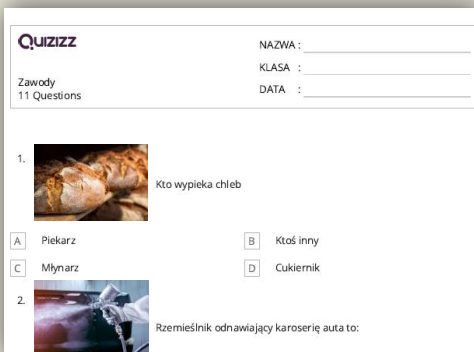 Quizizz
NAZWA :
KLASA :
DATA :
Zawody
11 Questions
1.
Kto wypieka chleb
A Piekarz
B Ktoś inny
C Młynarz
D Cukiernik
2.
Rzemieślnik odnawiający karoserię auta to: